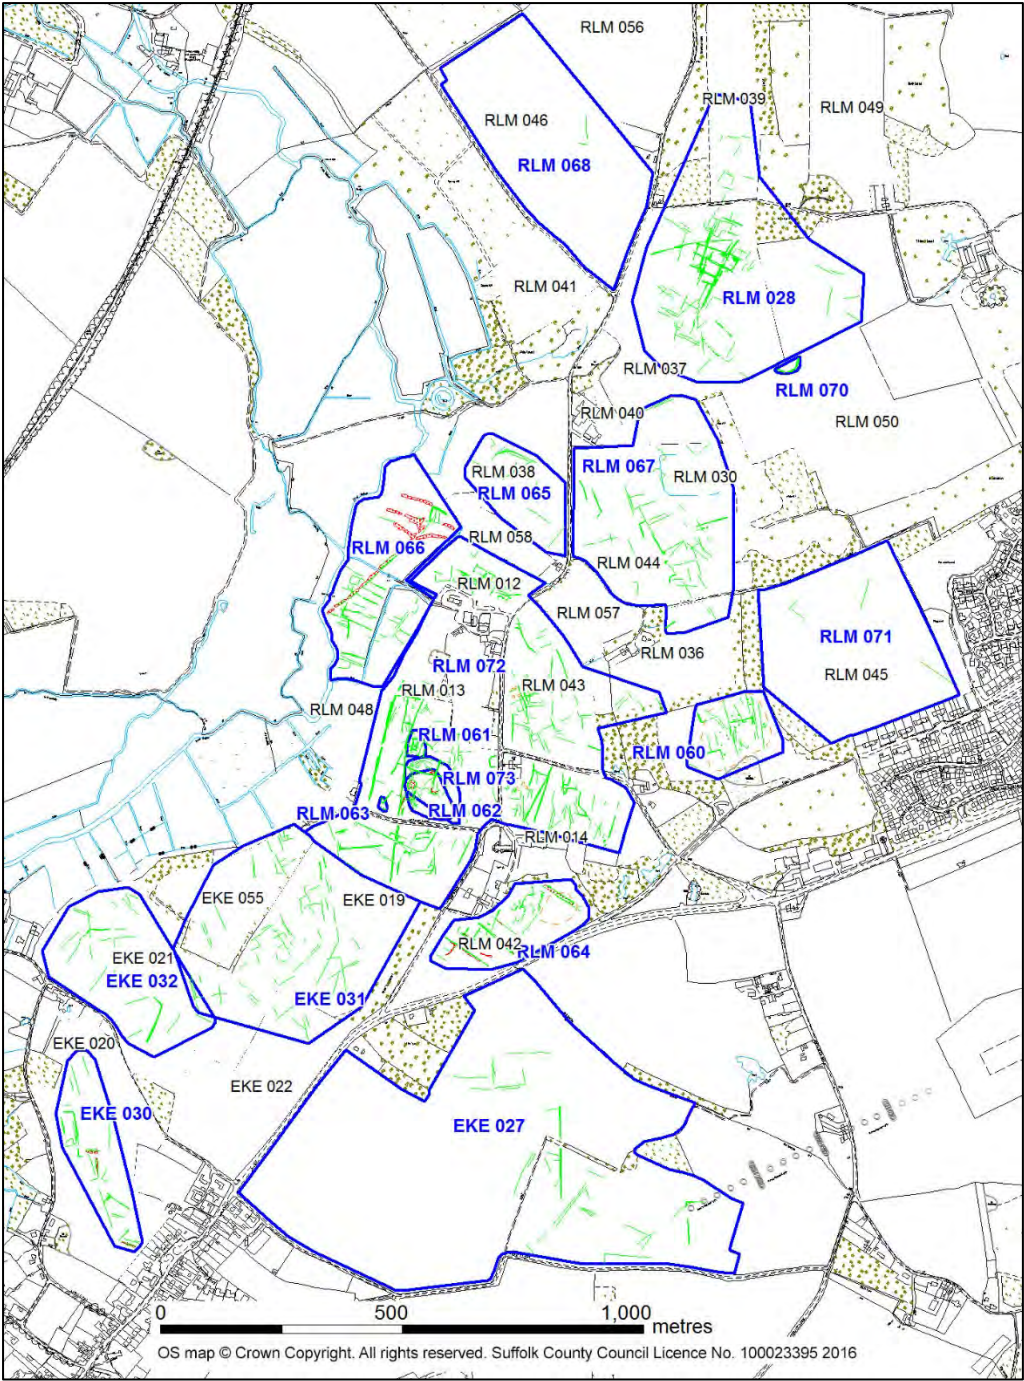 RLM 056
RLM 039
RLM 049
RLM 046
RLM 068
RLM 041
RLM 028
RLM 037
RLM 070
RLM 040
RLM 050
RLM 038
RLM 067
RLM 030
RLM 065
RLM 058
RLM 066
RLM 044
RLM 012
RLM 057
RLM 071
RLM 036
RLM 072
RLM 045
RLM 013
RLM 043
RLM 048
RLM 061
RLM 060
RLM 073
RLM 063
RLM 062
RLM 014
EKE 055
EKE 019
RLM 042
RLM 064
EKE 021
EKE 032
EKE 031
EKE 020
EKE 022
EKE 030
EKE 027
0 500 1,000
metres
OS map © Crown Copyright. All rights reserved. Suffolk County Council Licence No. 100023395 2016